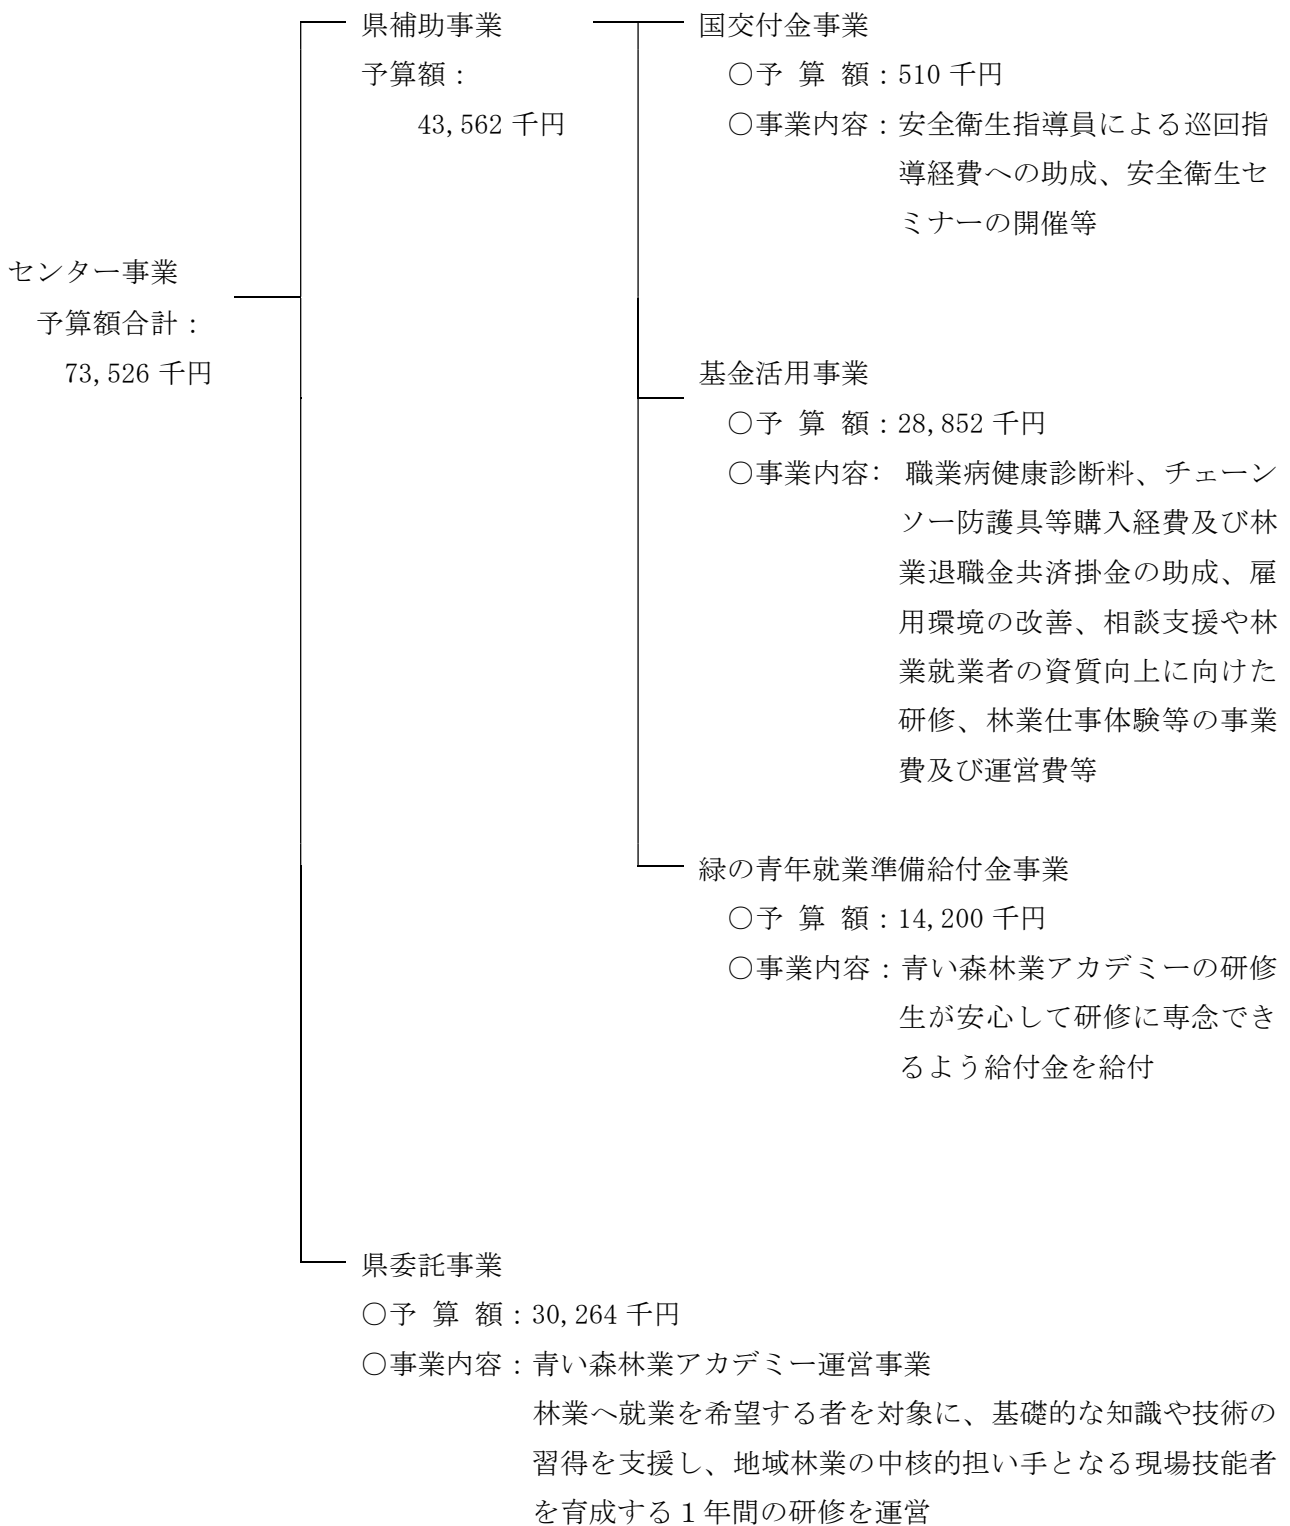 センター事業
予算額合計：
73,526 千円
県補助事業
予算額：
43,562 千円
国交付金事業
○予 算 額：510 千円
○事業内容：安全衛生指導員による巡回指
導経費への助成、安全衛生セ
ミナーの開催等
基金活用事業
○予 算 額：28,852 千円
○事業内容： 職業病健康診断料、チェーン
ソー防護具等購入経費及び林
業退職金共済掛金の助成、雇
用環境の改善、相談支援や林
業就業者の資質向上に向けた
研修、林業仕事体験等の事業
費及び運営費等
緑の青年就業準備給付金事業
○予 算 額：14,200 千円
○事業内容：青い森林業アカデミーの研修
生が安心して研修に専念でき
るよう給付金を給付
県委託事業
○予 算 額：30,264 千円
○事業内容：青い森林業アカデミー運営事業
林業へ就業を希望する者を対象に、基礎的な知識や技術の
習得を支援し、地域林業の中核的担い手となる現場技能者
を育成する１年間の研修を運営